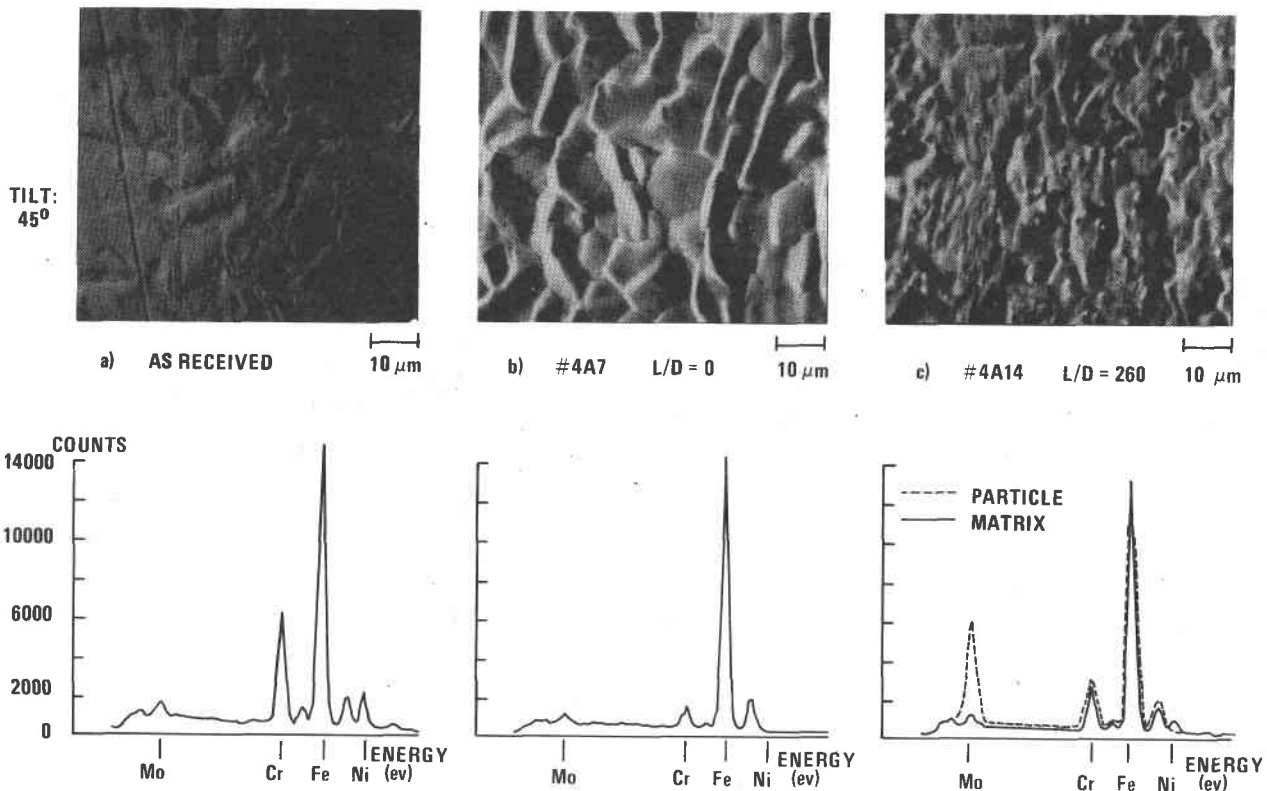 TILT:
45°
a) AS RECEIVED 10 μm
b) #4A7 L/D = 0 10 μm
c) #4A14 L/D = 260 10 μm
COUNTS
14000
10000
6000
2000
0
Mo Cr Fe Ni ENERGY
(ev)
Mo Cr Fe Ni ENERGY
(ev)
PARTICLE
MATRIX
Mo Cr Fe Ni ENERGY
(ev)